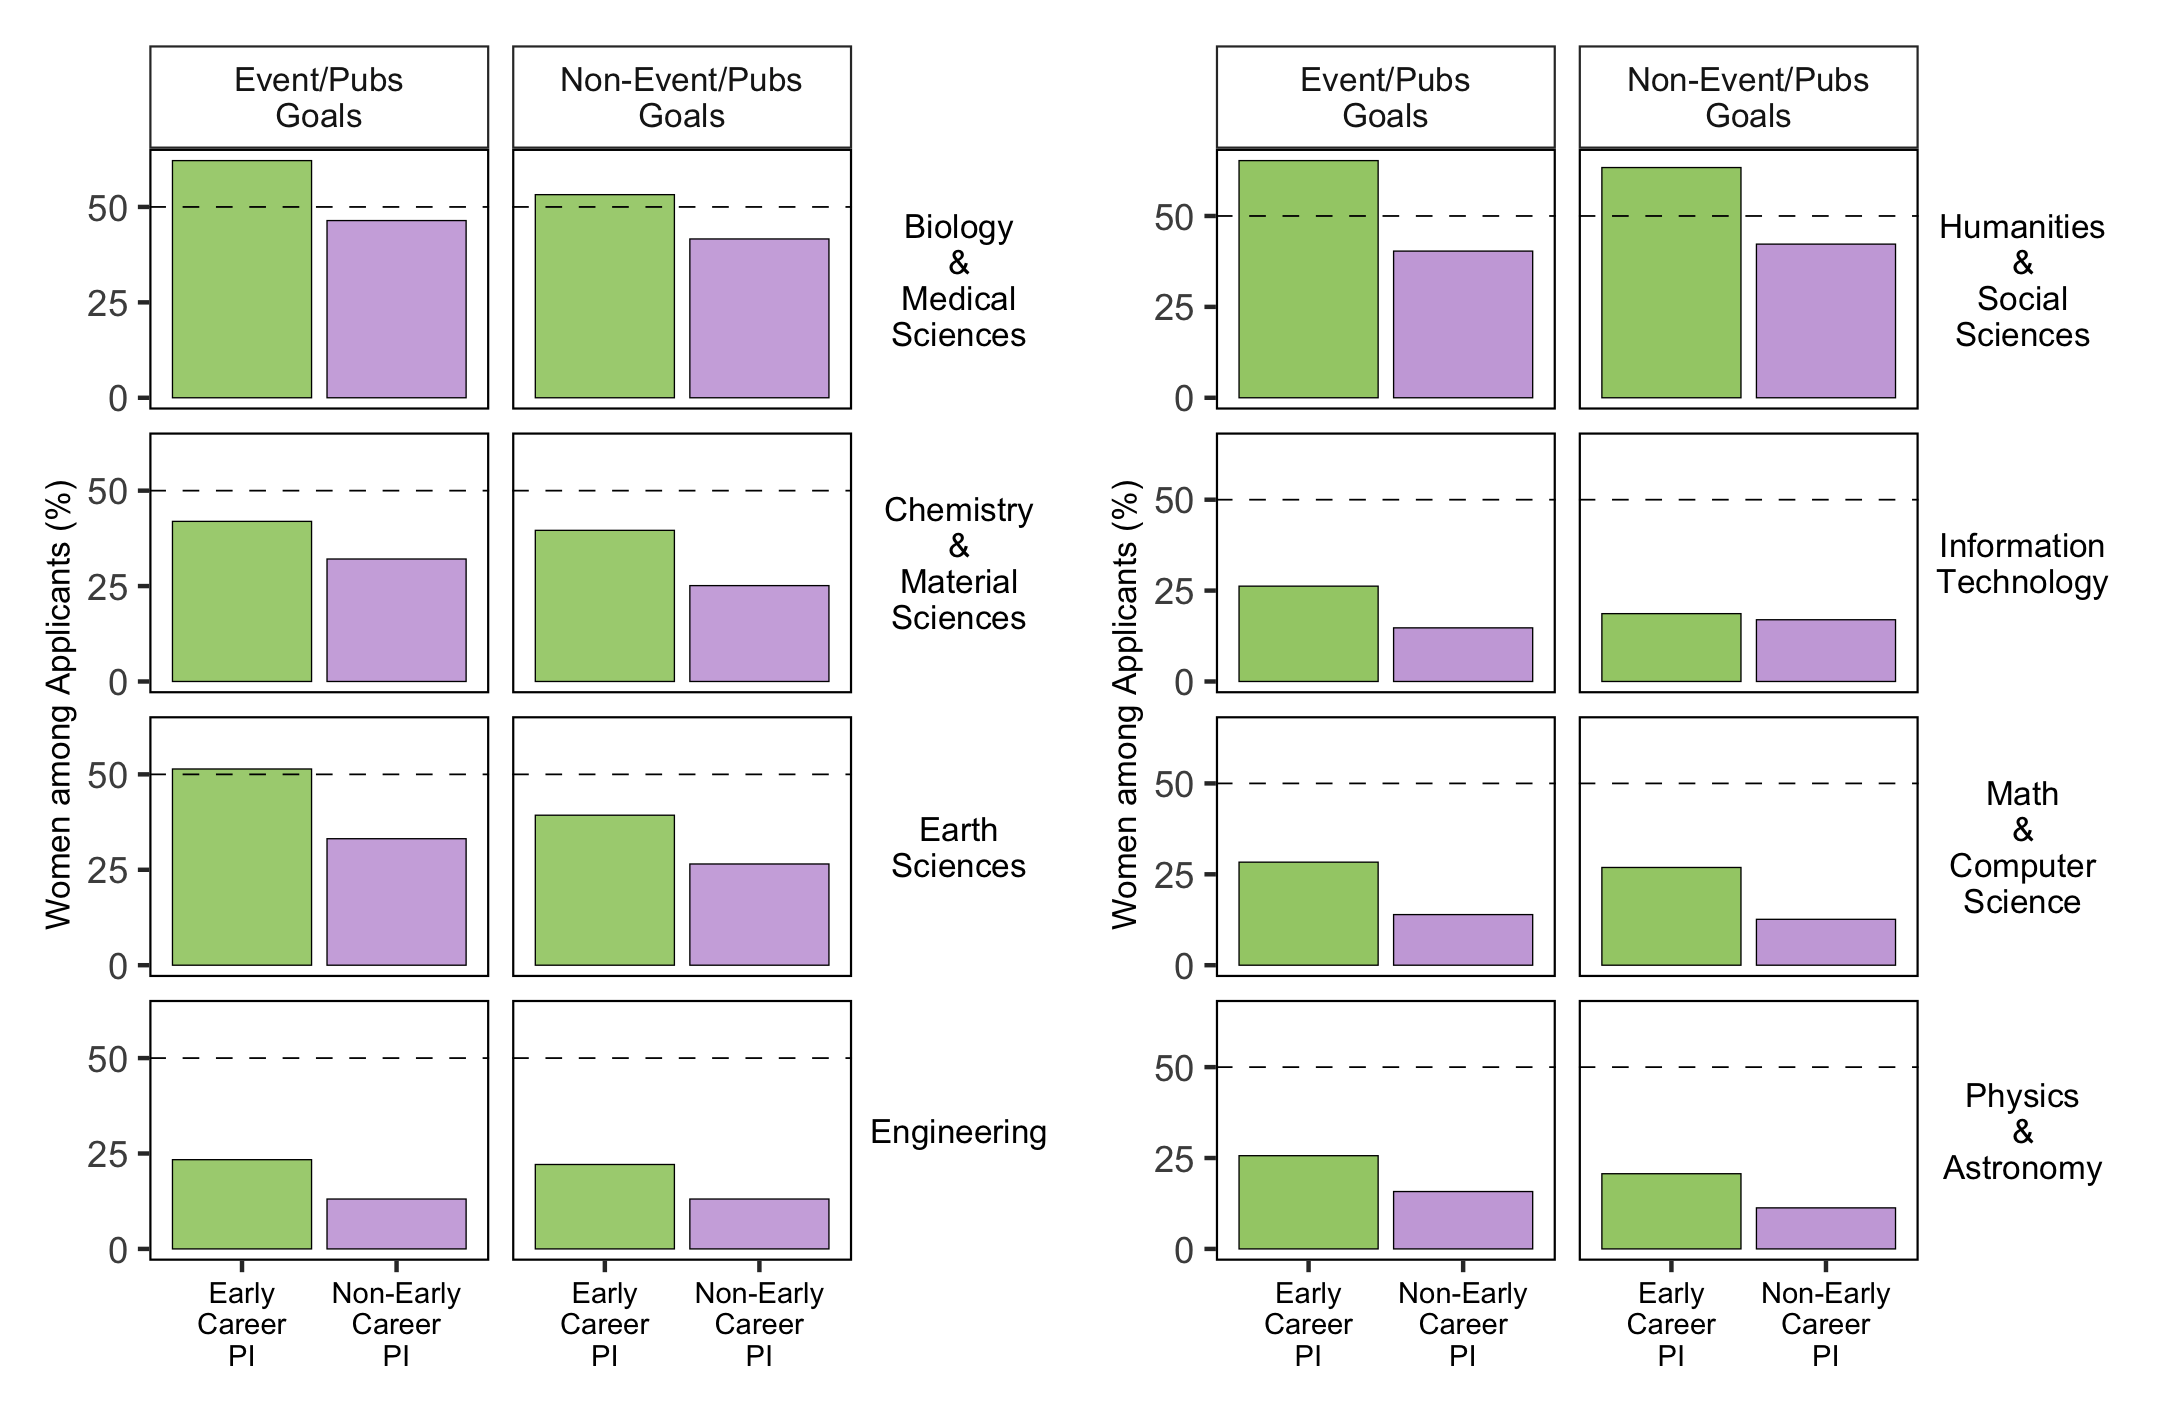 Event/Pubs
Goals
Non-Event/Pubs
Goals
Women among Applicants (%)
50
25
0
Biology
&
Medical
Sciences
50
25
0
Chemistry
&
Material
Sciences
50
25
0
Earth
Sciences
50
25
0
Engineering
Early
Career
PI
Non-Early
Career
PI
Early
Career
PI
Non-Early
Career
PI
Event/Pubs
Goals
Non-Event/Pubs
Goals
Women among Applicants (%)
50
25
0
Humanities
&
Social
Sciences
50
25
0
Information
Technology
50
25
0
Math
&
Computer
Science
50
25
0
Physics
&
Astronomy
Early
Career
PI
Non-Early
Career
PI
Early
Career
PI
Non-Early
Career
PI